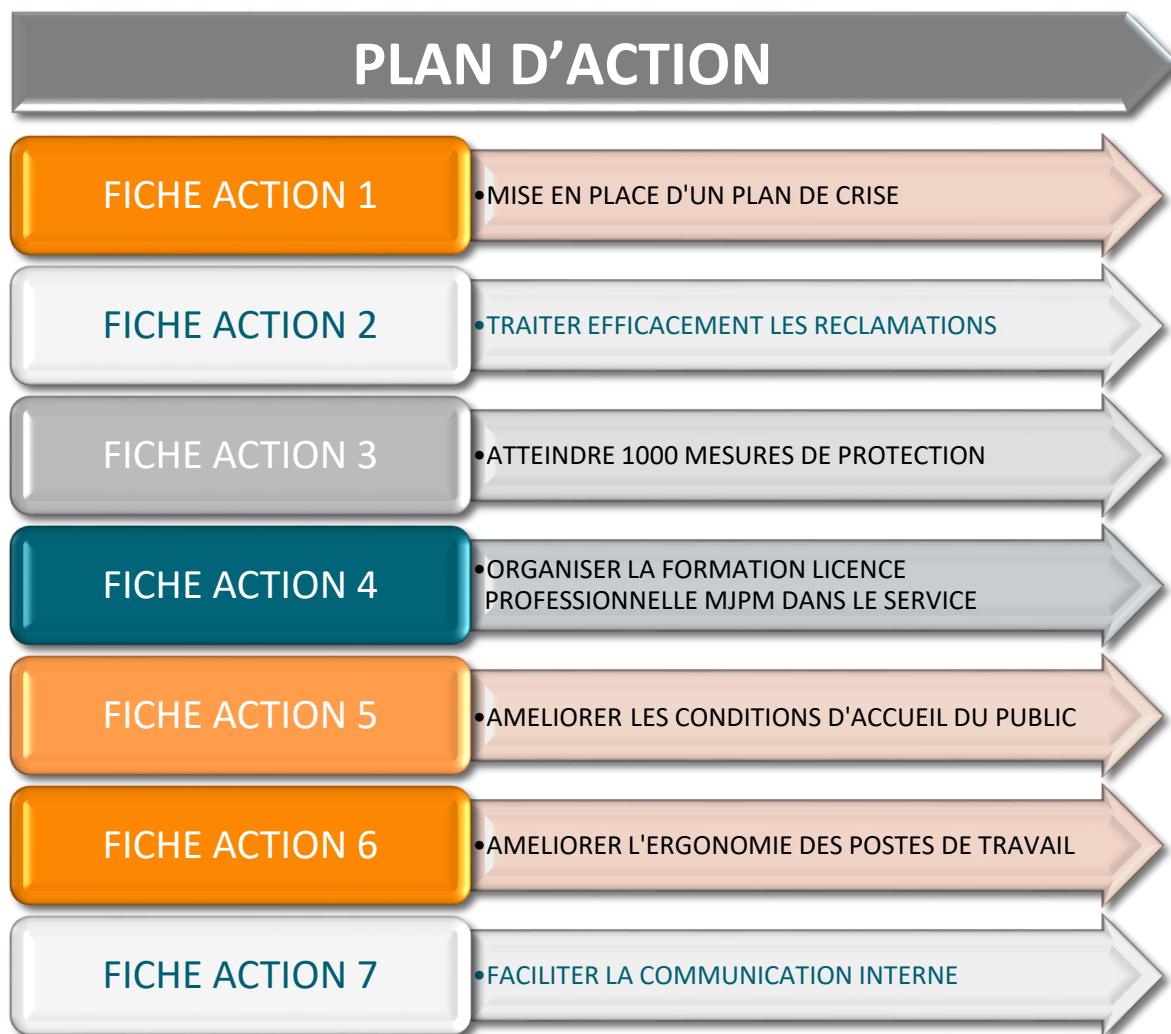 PLAN D'ACTION
FICHE ACTION 1
•MISE EN PLACE D'UN PLAN DE CRISE
FICHE ACTION 2
•TRAITER EFFICACEMENT LES RECLAMATIONS
FICHE ACTION 3
•ATTEINDRE 1000 MESURES DE PROTECTION
FICHE ACTION 4
•ORGANISER LA FORMATION LICENCE
PROFESSIONNELLE MJPM DANS LE SERVICE
FICHE ACTION 5
•AMELIORER LES CONDITIONS D'ACCUEIL DU PUBLIC
FICHE ACTION 6
•AMELIORER L'ERGONOMIE DES POSTES DE TRAVAIL
FICHE ACTION 7
•FACILITER LA COMMUNICATION INTERNE